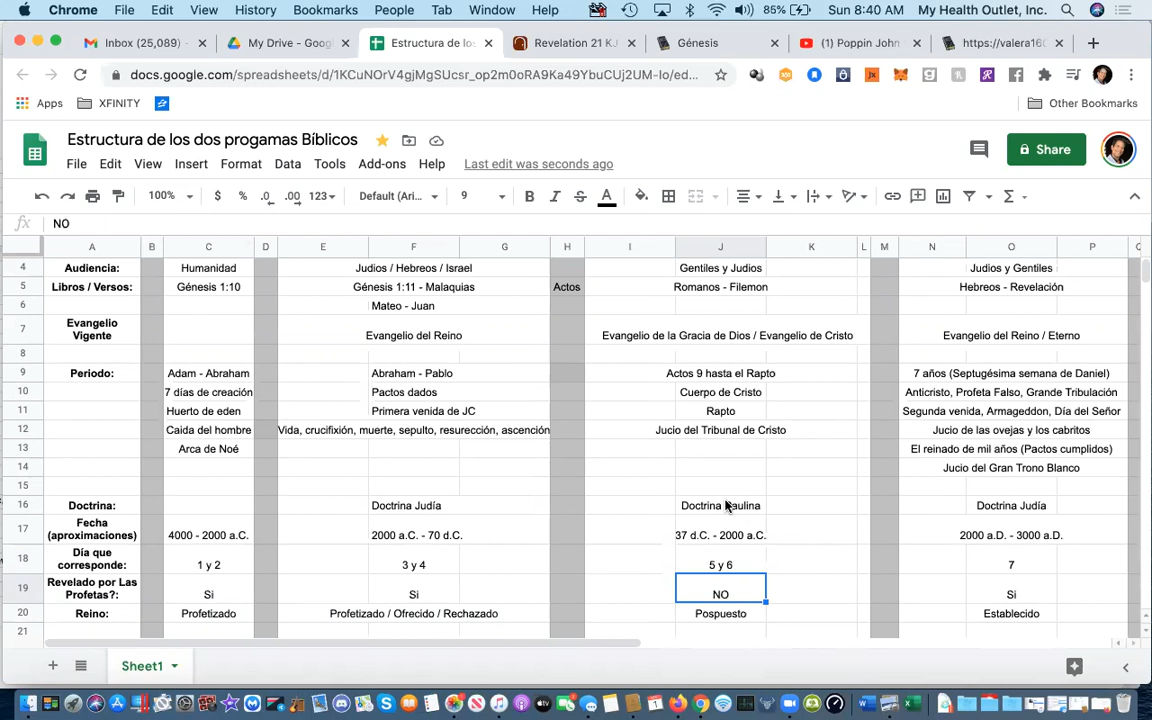 Chrome File Edit View History Bookmarks People Tab Window Help 85% Sun 8:40 AM My Health Outlet, Inc.
Inbox (25,089) - My Drive - Googl Estructura de lo Revelation 21 KJ Génesis (1) Poppin John https://valera16
docs.google.com/spreadsheets/d/1KCuNOrV4gjMgSUcsr_op2m0oRA9Ka49YbuCUj2UM-Io/ed...
Apps XFINITY Other Bookmarks
Estructura de los dos progamas Bíblicos
Share
File Edit View Insert Format Data Tools Add-ons Help Last edit was seconds ago
100% $ % .0 .00 123 Default (Ari... 9 B I S A
fx NO
A B C D E F G H I J K L M N O P Q
4 Audiencia: Humanidad Judios / Hebreos / Israel Gentiles y Judios Judios y Gentiles
5 Libros / Versos: Génesis 1:10 Génesis 1:11 - Malaquias Actos Romanos - Filemon Hebreos - Revelación
6 Mateo - Juan
7 Evangelio Vigente Evangelio del Reino Evangelio de la Gracia de Dios / Evangelio de Cristo Evangelio del Reino / Eterno
8
9 Periodo: Adam - Abraham Abraham - Pablo Actos 9 hasta el Rapto 7 años (Septugésima semana de Daniel)
10 7 días de creación Pactos dados Cuerpo de Cristo Anticristo, Profeta Falso, Grande Tribulación
11 Huerto de eden Primera venida de JC Rapto Segunda venida, Armageddon, Día del Señor
12 Caida del hombre Vida, crucifixión, muerte, sepulto, resurección, ascención Jucio del Tribunal de Cristo Jucio de las ovejas y los cabritos
13 Arca de Noé El reinado de mil años (Pactos cumplidos)
14 Jucio del Gran Trono Blanco
15
16 Doctrina: Doctrina Judía Doctrina Paulina Doctrina Judía
17 Fecha (aproximaciones) 4000 - 2000 a.C. 2000 a.C. - 70 d.C. 37 d.C. - 2000 a.C. 2000 a.D. - 3000 a.D.
18 Día que corresponde: 1 y 2 3 y 4 5 y 6 7
19 Revelado por Las Profetas?: Si Si NO Si
20 Reino: Profetizado Profetizado / Ofrecido / Rechazado Pospuesto Establecido
21
Sheet1